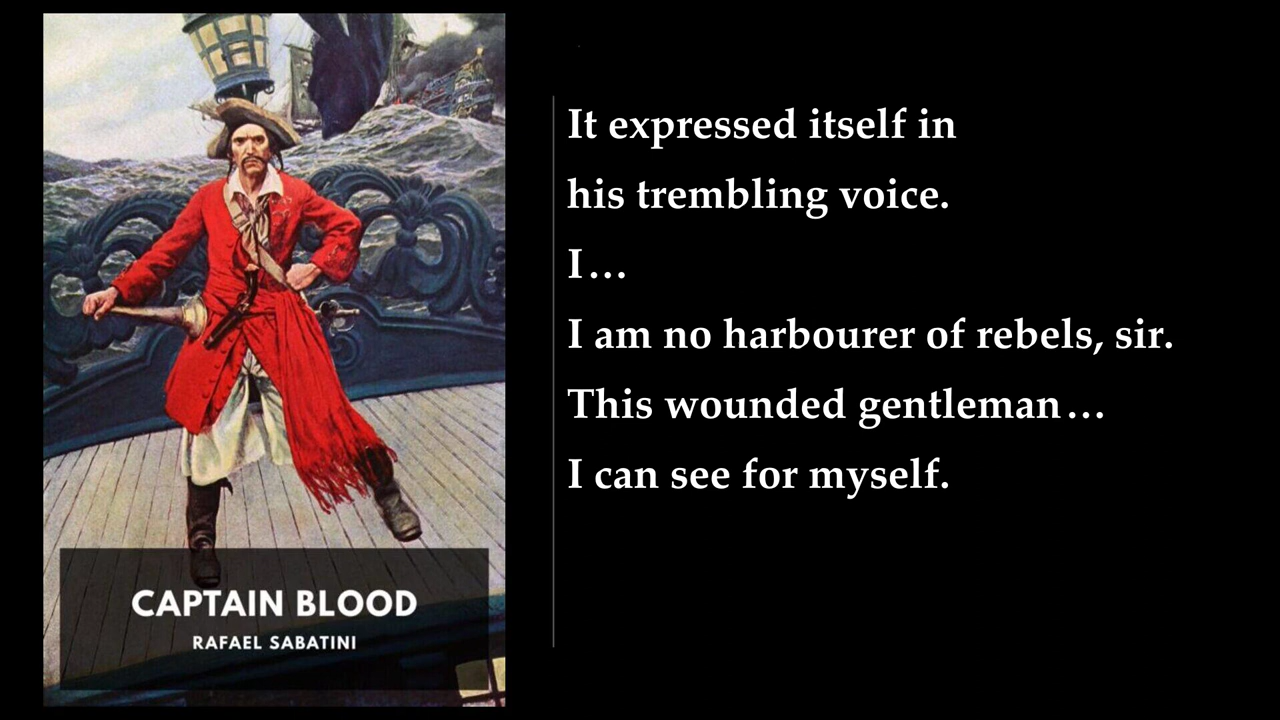 CAPTAIN BLOOD
RAFAEL SABATINI
It expressed itself in
his trembling voice.
I…
I am no harbourer of rebels, sir.
This wounded gentleman…
I can see for myself.